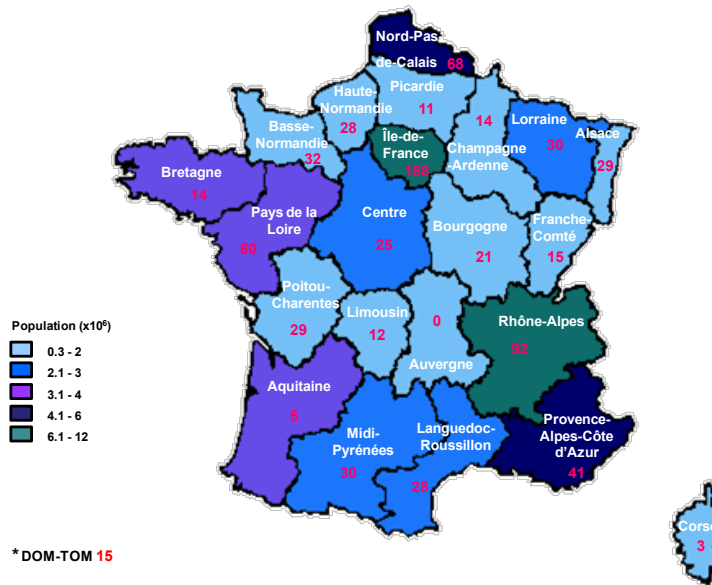 Nord-Pas-
de-Calais 68
Haute-
Normandie
28
Picardie
11
14
Champagne
-Ardenne
Lorraine
30
Alsace
29
Basse-
Normandie
32
Île-de-
France
188
Bretagne
14
Pays de la
Loire
60
Centre
25
Bourgogne
21
Franche-
Comté
15
Poitou-
Charentes
29
Limousin
12
0
Auvergne
Rhône-Alpes
92
Population (x10⁶)
0.3 - 2
2.1 - 3
3.1 - 4
4.1 - 6
6.1 - 12
Aquitaine
5
Midi-
Pyrénées
30
Languedoc-
Roussillon
28
Provence-
Alpes-Côte
d'Azur
41
3
* DOM-TOM 15